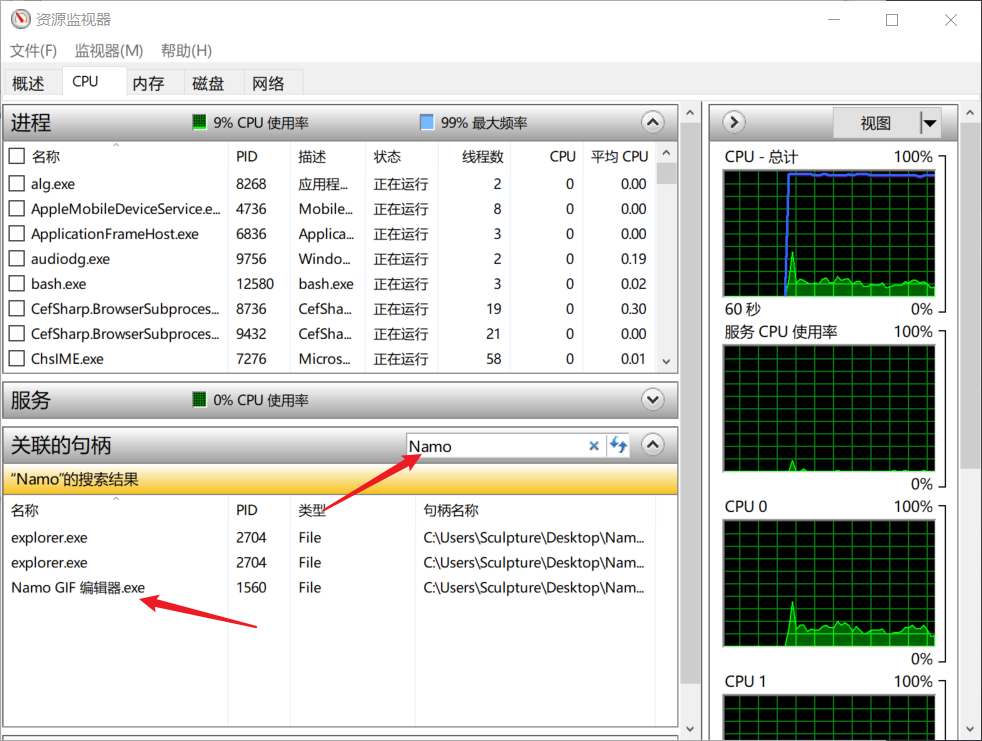 资源监视器
文件(F) 监视器(M) 帮助(H)
概述 CPU 内存 磁盘 网络
进程 9% CPU 使用率 99% 最大频率
名称 PID 描述 状态 线程数 CPU 平均 CPU
alg.exe 8268 应用程... 正在运行 2 0 0.00
AppleMobileDeviceService.e... 4736 Mobile... 正在运行 8 0 0.00
ApplicationFrameHost.exe 6836 Applica... 正在运行 3 0 0.00
audiodg.exe 9756 Windo... 正在运行 2 0 0.19
bash.exe 12580 bash.exe 正在运行 3 0 0.02
CefSharp.BrowserSubproces... 8736 CefSha... 正在运行 19 0 0.30
CefSharp.BrowserSubproces... 9432 CefSha... 正在运行 21 0 0.00
ChsIME.exe 7276 Micros... 正在运行 58 0 0.01
服务 0% CPU 使用率
关联的句柄 Namo
“Namo”的搜索结果
名称 PID 类型 句柄名称
explorer.exe 2704 File C:\Users\Sculpture\Desktop\Nam...
explorer.exe 2704 File C:\Users\Sculpture\Desktop\Nam...
Namo GIF 编辑器.exe 1560 File C:\Users\Sculpture\Desktop\Nam...
视图
CPU - 总计 100%
60 秒 0%
服务 CPU 使用率 100%
0%
CPU 0 100%
0%
CPU 1 100%